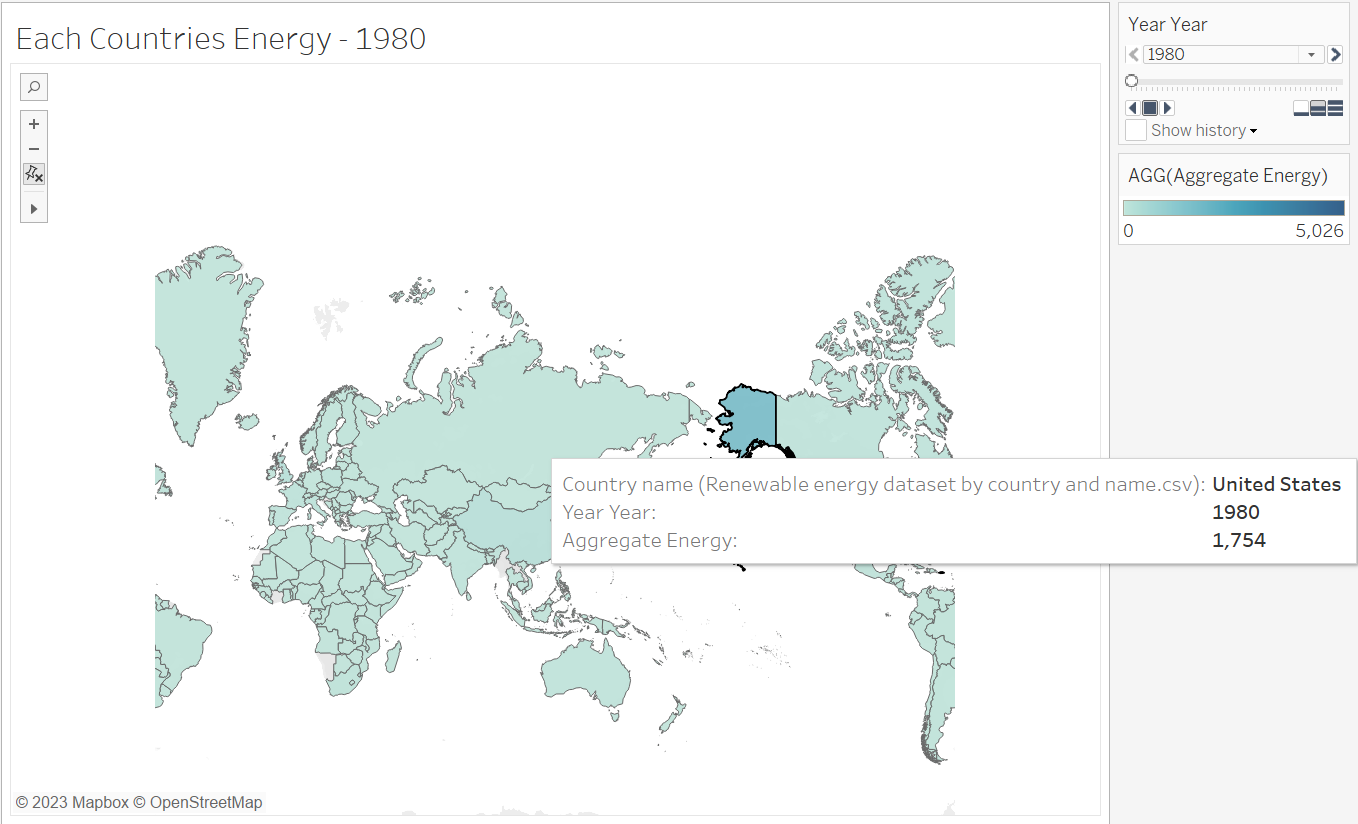 Each Countries Energy - 1980
Year Year
1980
Show history
AGG(Aggregate Energy)
0 5,026
Country name (Renewable energy dataset by country and name.csv): United States
Year Year: 1980
Aggregate Energy: 1,754
© 2023 Mapbox © OpenStreetMap